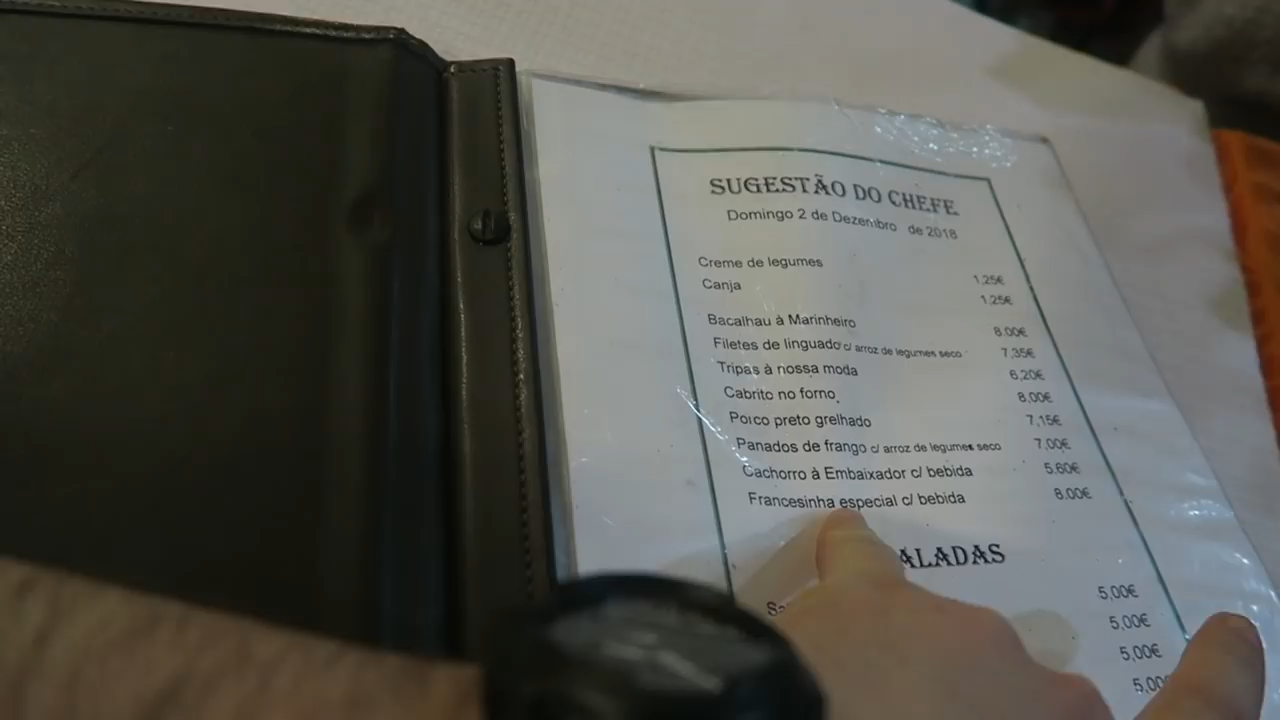 SUGESTÃO DO CHEFE
Domingo 2 de Dezembro de 2018
Creme de legumes 1,25€
Canja 1,25€
Bacalhau à Marinheiro 8.00€
Filetes de linguado c/ arroz de legumes seco 7,35€
Tripas à nossa moda 6,20€
Cabrito no forno 8.00€
Porco preto grelhado 7,15€
Panados de frango c/ arroz de legumes seco 7.00€
Cachorro à Embaixador c/ bebida 5.60€
Francesinha especial c/ bebida 8.00€
ALADAS
5,00€
5,00€
5,00€
5,00€